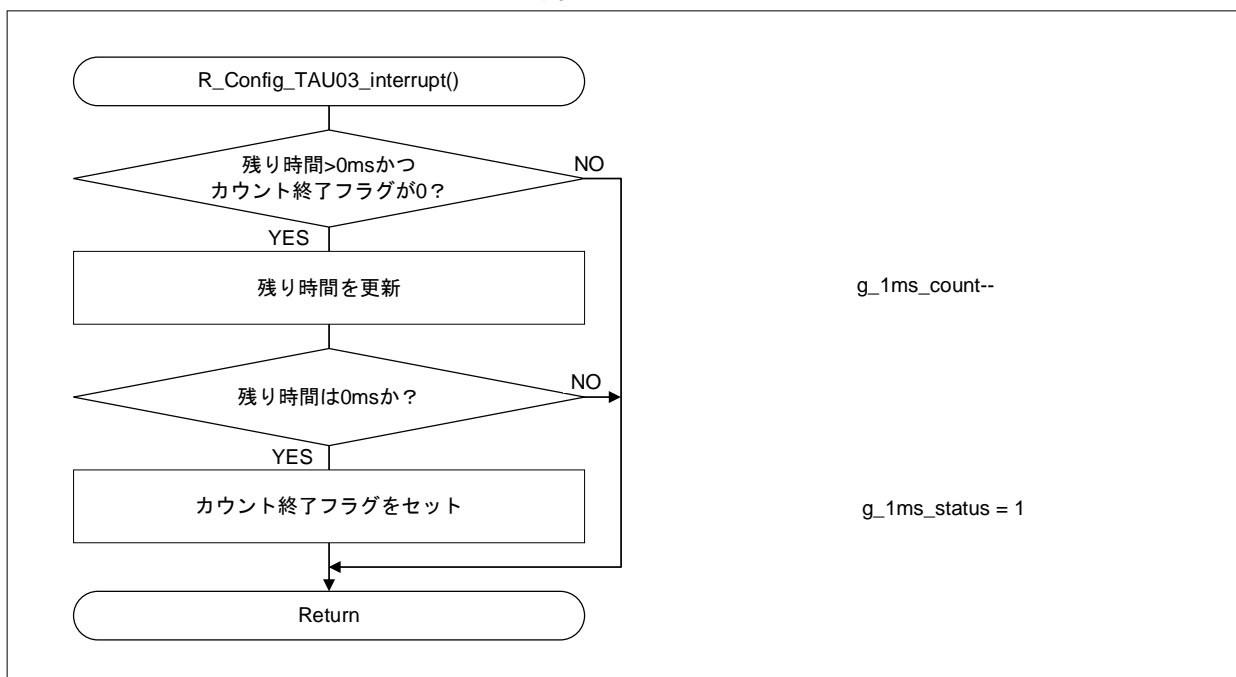 R_Config_TAU03_interrupt()
残り時間>0msかつ
カウント終了フラグが0？
NO
YES
残り時間を更新
g_1ms_count--
残り時間は0msか？
NO
YES
カウント終了フラグをセット
g_1ms_status = 1
Return